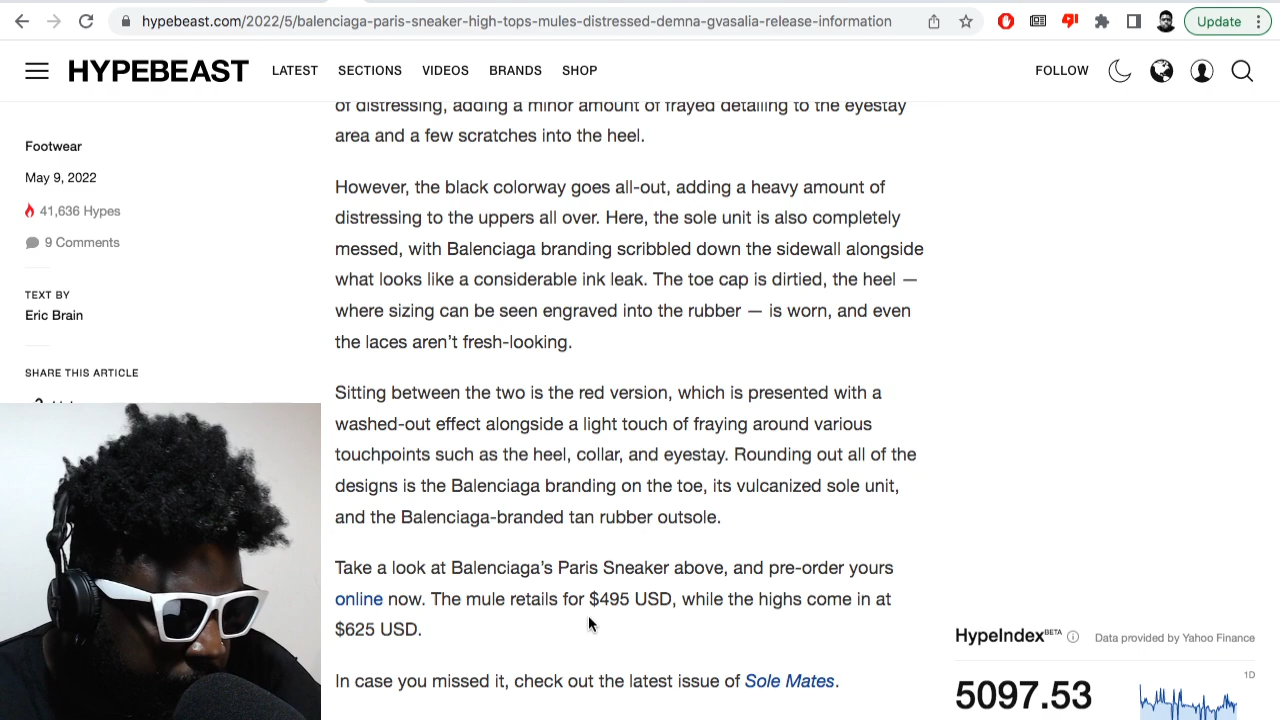 hypebeast.com/2022/5/balenciaga-paris-sneaker-high-tops-mules-distressed-demna-gvasalia-release-information
Update
HYPEBEAST
LATEST SECTIONS VIDEOS BRANDS SHOP
FOLLOW
Footwear
May 9, 2022
41,636 Hypes
9 Comments
TEXT BY
Eric Brain
SHARE THIS ARTICLE
of distressing, adding a minor amount of frayed detailing to the eyestay
area and a few scratches into the heel.
However, the black colorway goes all-out, adding a heavy amount of
distressing to the uppers all over. Here, the sole unit is also completely
messed, with Balenciaga branding scribbled down the sidewall alongside
what looks like a considerable ink leak. The toe cap is dirtied, the heel —
where sizing can be seen engraved into the rubber — is worn, and even
the laces aren’t fresh-looking.
Sitting between the two is the red version, which is presented with a
washed-out effect alongside a light touch of fraying around various
touchpoints such as the heel, collar, and eyestay. Rounding out all of the
designs is the Balenciaga branding on the toe, its vulcanized sole unit,
and the Balenciaga-branded tan rubber outsole.
Take a look at Balenciaga’s Paris Sneaker above, and pre-order yours
online now. The mule retails for $495 USD, while the highs come in at
$625 USD.
In case you missed it, check out the latest issue of Sole Mates.
HypeIndex BETA
Data provided by Yahoo Finance
5097.53
1D